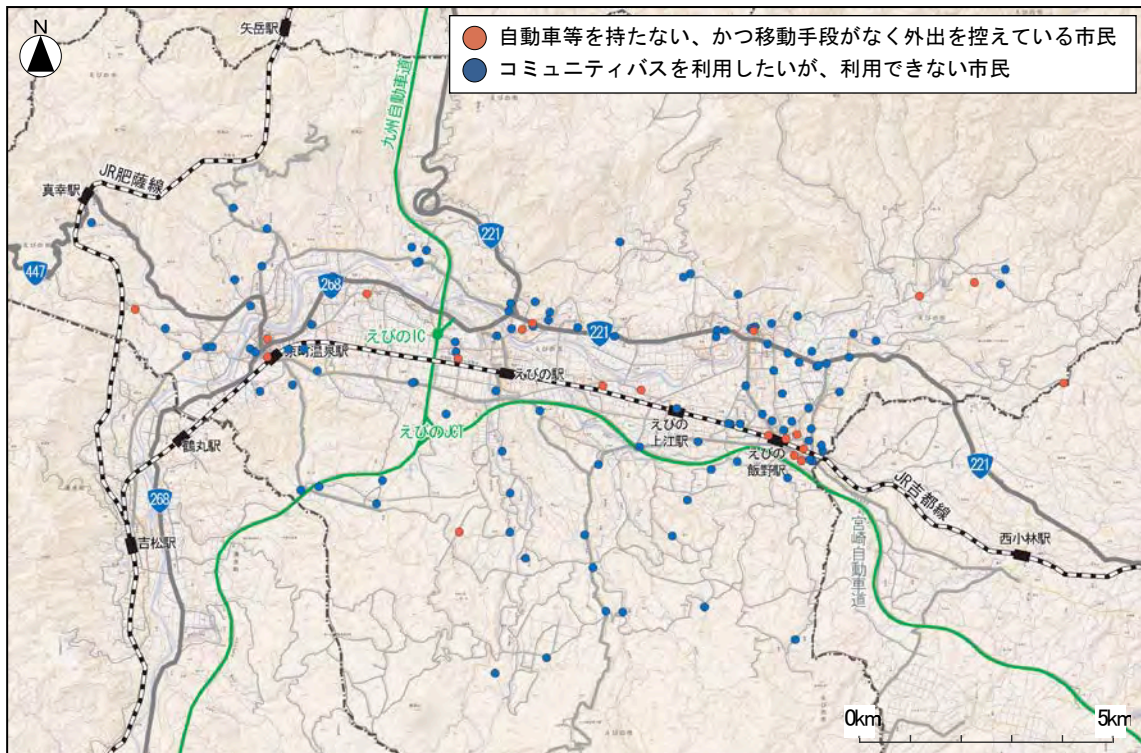 N
自動車等を持たない、かつ移動手段がなく外出を控えている市民
コミュニティバスを利用したいが、利用できない市民
矢岳駅
九州自動車道
JR肥薩線
真幸駅
221
447
268
えびのIC
221
京町温泉駅
えびの駅
えびの
上江駅
えびのJCT
鶴丸駅
えびの
飯野駅
221
268
JR吉都線
宮崎自動車道
吉松駅
西小林駅
0km
5km